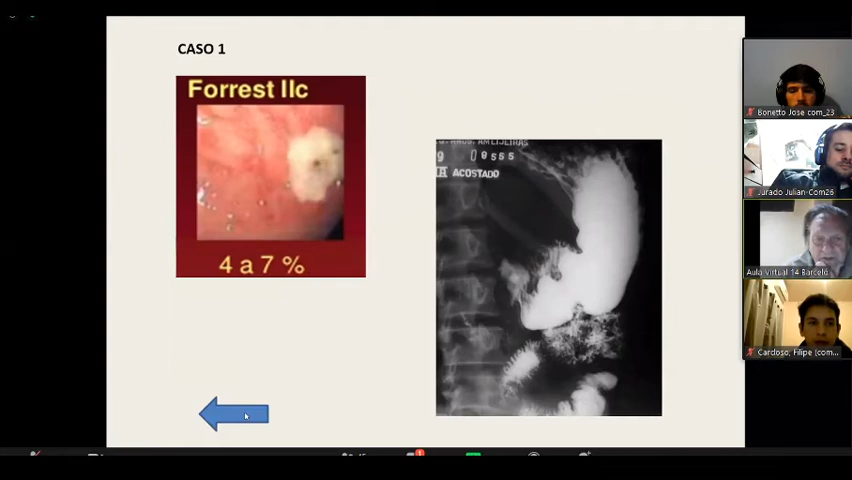 CASO 1
Forrest IIc
4 a 7 %
ACOSTADO
Bonetto Jose com_23
Jurado Julian-Com26
Aula Virtual 14 Barceló
Cardoso, Filipe (com...